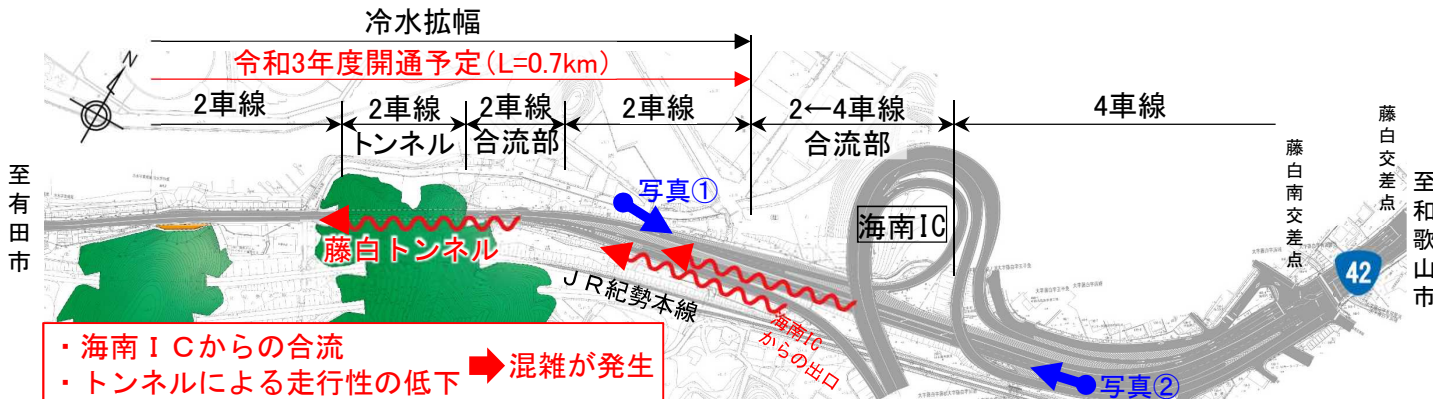 冷水拡幅
令和3年度開通予定(L=0.7km)
N
2車線
2車線
トンネル
2車線
合流部
2車線
2←4車線
合流部
4車線
藤白交差点
藤白南交差点
至有田市
至和歌山市
写真①
海南IC
藤白トンネル
42
JR紀勢本線
海南IC
からの出口
写真②
・海南ICからの合流
・トンネルによる走行性の低下
混雑が発生